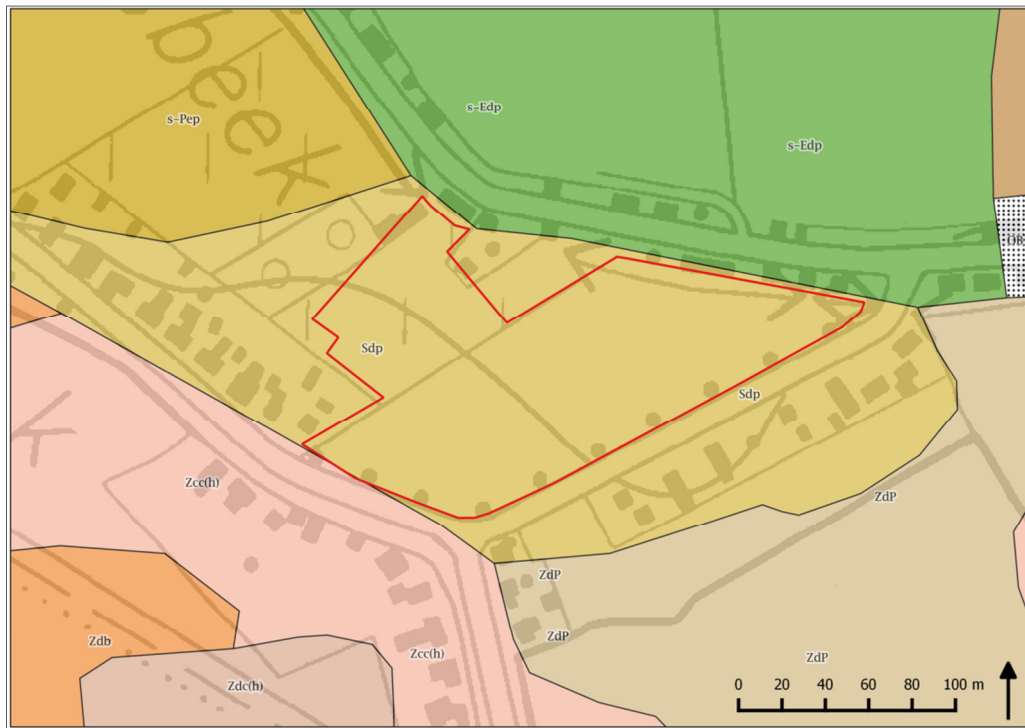 beek
s-Edp
s-Pep
s-Edp
OB
Sdp
Sdp
K
Zcc(h)
ZdP
ZdP
ZdP
Zdb
Zcc(h)
ZdP
Zdc(h)
0 20 40 60 80 100 m